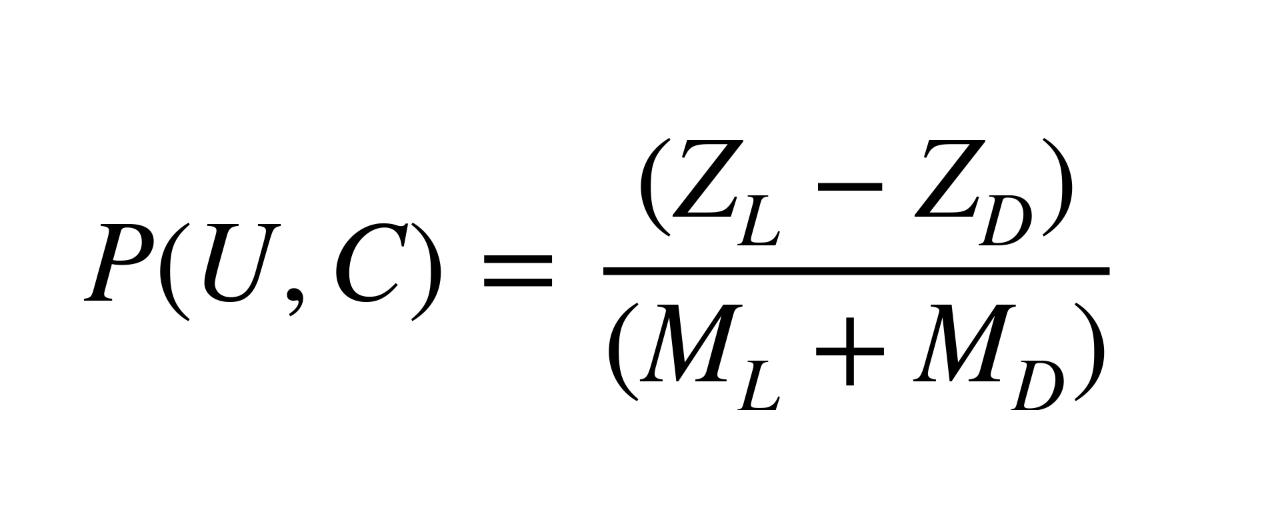 P(U, C) = (Z_L − Z_D) / (M_L + M_D)